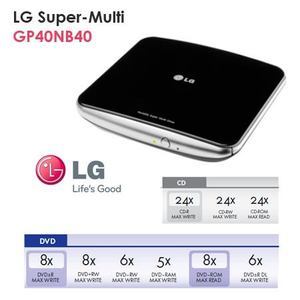 LG Super-Multi
GP40NB40
LG
LG
Life's Good
CD
24x 24x 24x
CD-R CD-RW CD-ROM
MAX WRITE MAX WRITE MAX READ
DVD
8x 8x 6x 5x 8x 6x
DVD±R DVD+RW DVD-RW DVD-RAM DVD-ROM DVD±R DL
MAX WRITE MAX WRITE MAX WRITE MAX WRITE MAX READ MAX WRITE